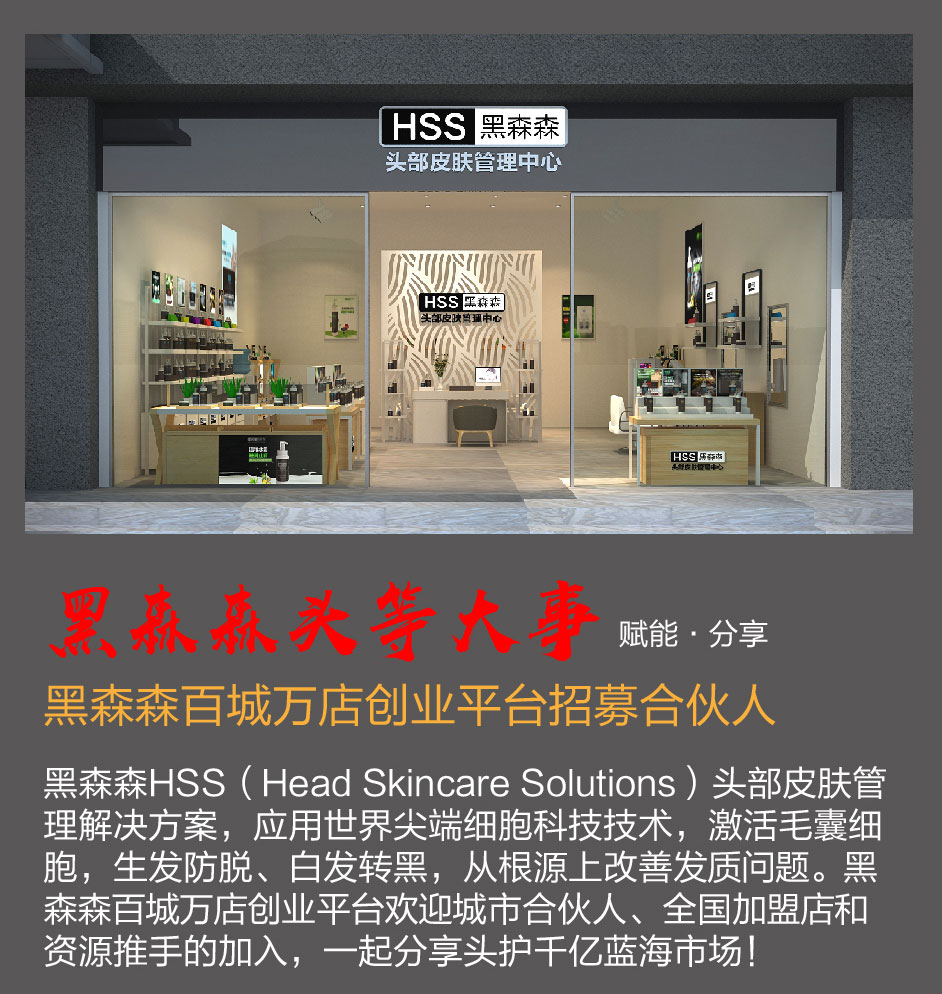 HSS 黑森森
头部皮肤管理中心
HSS 黑森森
头部皮肤管理中心
HSS 黑森森
头部皮肤管理中心
黑森森头等大事 赋能·分享
黑森森百城万店创业平台招募合伙人
黑森森HSS（Head Skincare Solutions）头部皮肤管
理解决方案，应用世界尖端细胞科技技术，激活毛囊细
胞，生发防脱、白发转黑，从根源上改善发质问题。黑
森森百城万店创业平台欢迎城市合伙人、全国加盟店和
资源推手的加入，一起分享头护千亿蓝海市场！